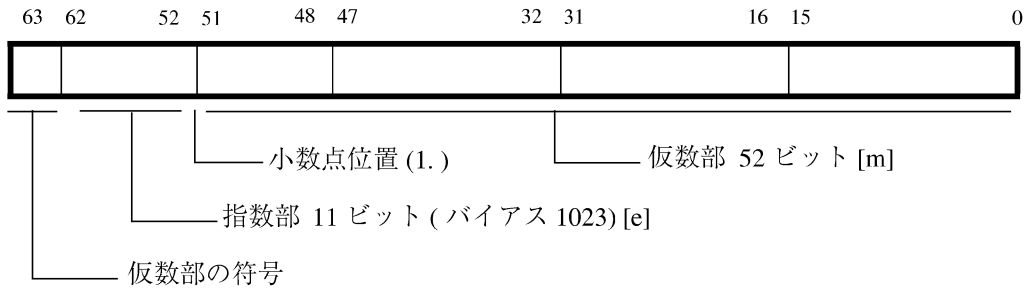 63 62 52 51 48 47 32 31 16 15 0
小数点位置 (1. ) 仮数部 52 ビット [m]
指数部 11 ビット ( バイアス 1023) [e]
仮数部の符号